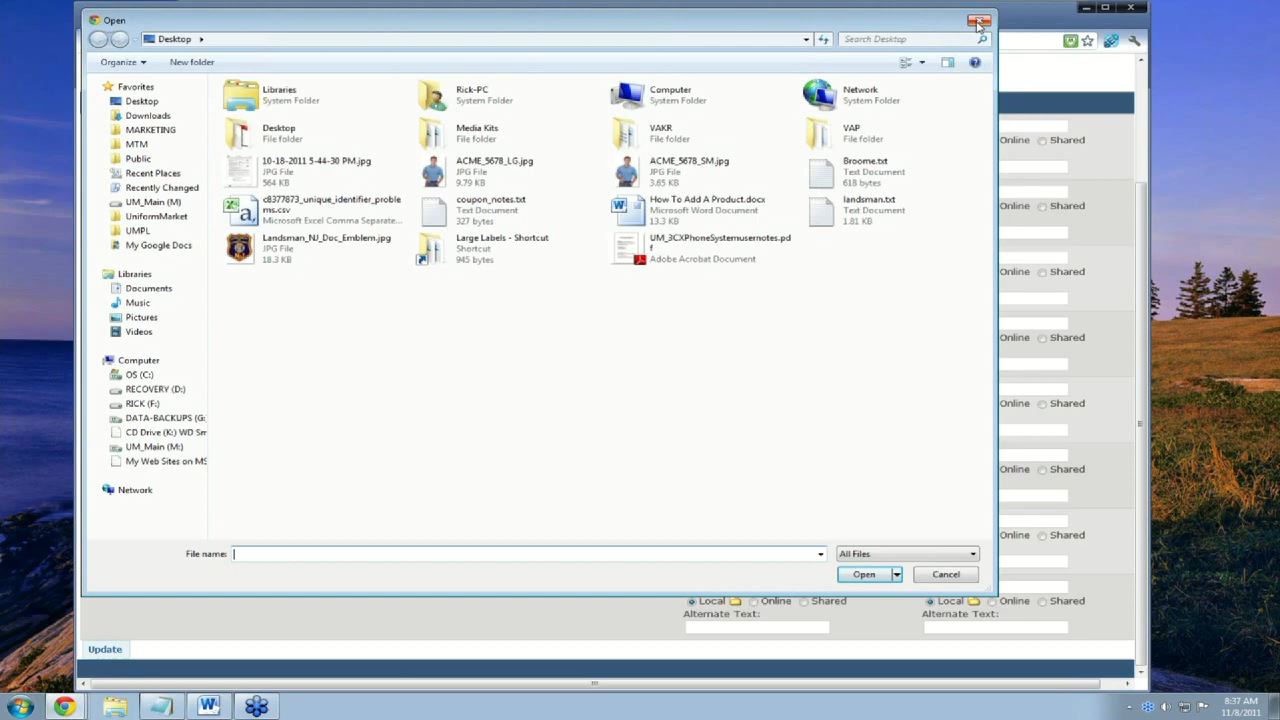 Open
Desktop
Search Desktop
Organize
New folder
Favorites
Desktop
Downloads
MARKETING
MTM
Public
Recent Places
Recently Changed
UM_Main (M)
UniformMarket
UMPL
My Google Docs
Libraries
Documents
Music
Pictures
Videos
Computer
OS (C:)
RECOVERY (D:)
RICK (F:)
DATA-BACKUPS (G:
CD Drive (K:) WD Sm
UM_Main (M:)
My Web Sites on MS
Network
Libraries
System Folder
Rick-PC
System Folder
Computer
System Folder
Network
System Folder
Desktop
File folder
Media Kits
File folder
VAKR
File folder
VAP
File folder
10-18-2011 5-44-30 PM.jpg
JPG File
564 KB
ACME_5678_LG.jpg
JPG File
9.79 KB
ACME_5678_SM.jpg
JPG File
3.65 KB
Broome.txt
Text Document
618 bytes
c8377873_unique_identifier_proble
ms.csv
Microsoft Excel Comma Separate...
coupon_notes.txt
Text Document
327 bytes
How To Add A Product.docx
Microsoft Word Document
13.3 KB
landsman.txt
Text Document
1.81 KB
Landsman_NJ_Doc_Emblem.jpg
JPG File
18.3 KB
Large Labels - Shortcut
Shortcut
945 bytes
UM_3CXPhoneSystemusernotes.pd
f
Adobe Acrobat Document
File name:
All Files
Open
Cancel
Online Shared
Online Shared
Online Shared
Online Shared
Online Shared
Online Shared
Online Shared
Local Online Shared
Local Online Shared
Alternate Text:
Alternate Text:
Update
8:37 AM
11/8/2011